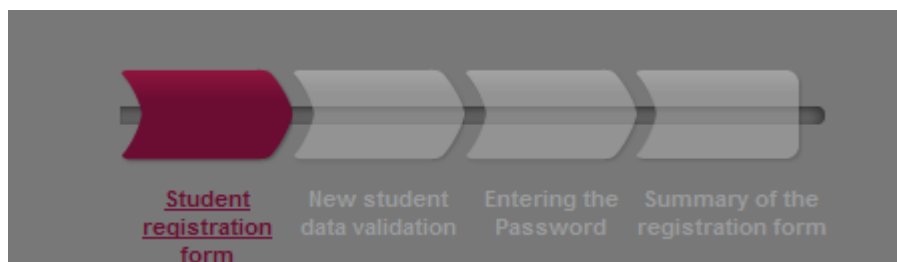 Student
registration
form
New student
data validation
Entering the
Password
Summary of the
registration form